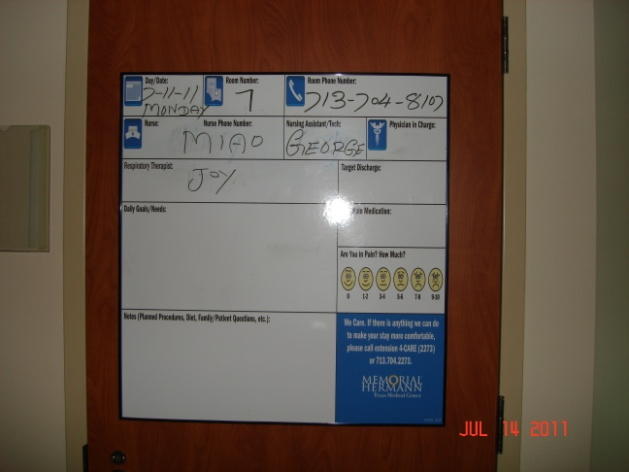 Day/Date:
7-11-11
MONDAY
Room Number:
7
Room Phone Number:
713-704-8107
Nurse:
Nurse Phone Number:
MIAO
Nursing Assistant/Tech:
GEORGE
Physician in Charge:
Respiratory Therapist:
JOY
Target Discharge:
Daily Goals/Needs:
Pain Medication:
Are You in Pain? How Much?
0 1-2 3-4 5-6 7-8 9-10
Notes (Planned Procedures, Diet, Family/Patient Questions, etc.):
We Care. If there is anything we can do
to make your stay more comfortable,
please call extension 4-CARE (2273)
or 713.704.2273.
MEMORIAL
HERMANN
Texas Medical Center
JUL 14 2011